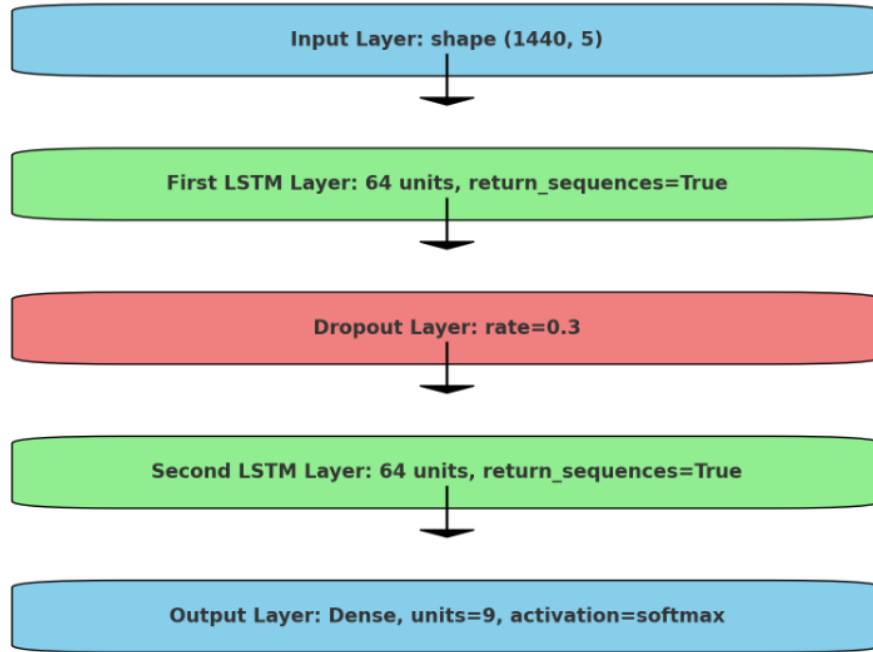 Input Layer: shape (1440, 5)
First LSTM Layer: 64 units, return_sequences=True
Dropout Layer: rate=0.3
Second LSTM Layer: 64 units, return_sequences=True
Output Layer: Dense, units=9, activation=softmax